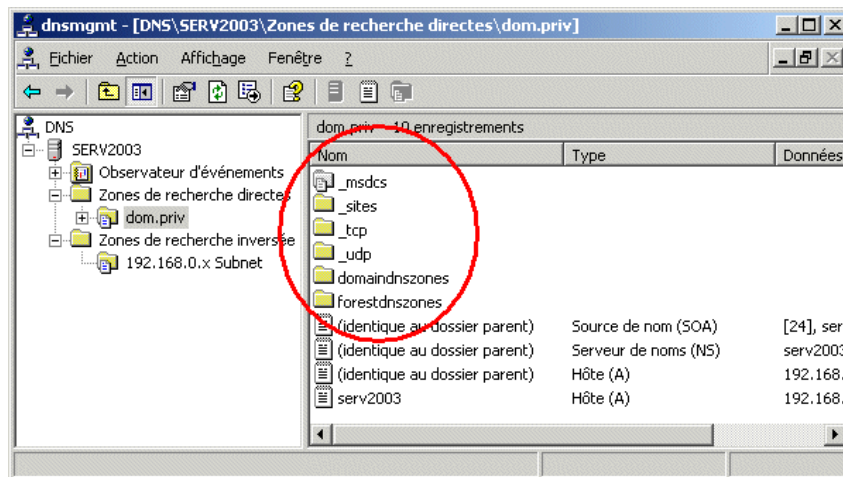 dnsmgmt - [DNS\SERV2003\Zones de recherche directes\dom.priv]
Fichier Action Affichage Fenêtre ?
DNS
SERV2003
Observateur d'événements
Zones de recherche directes
dom.priv
Zones de recherche inversée
192.168.0.x Subnet
dom.priv 10 enregistrements
Nom Type Données
_msdcs
_sites
_tcp
_udp
domaindnszones
forestdnszones
(identique au dossier parent) Source de nom (SOA) [24], ser
(identique au dossier parent) Serveur de noms (NS) serv2003
(identique au dossier parent) Hôte (A) 192.168.
serv2003 Hôte (A) 192.168.